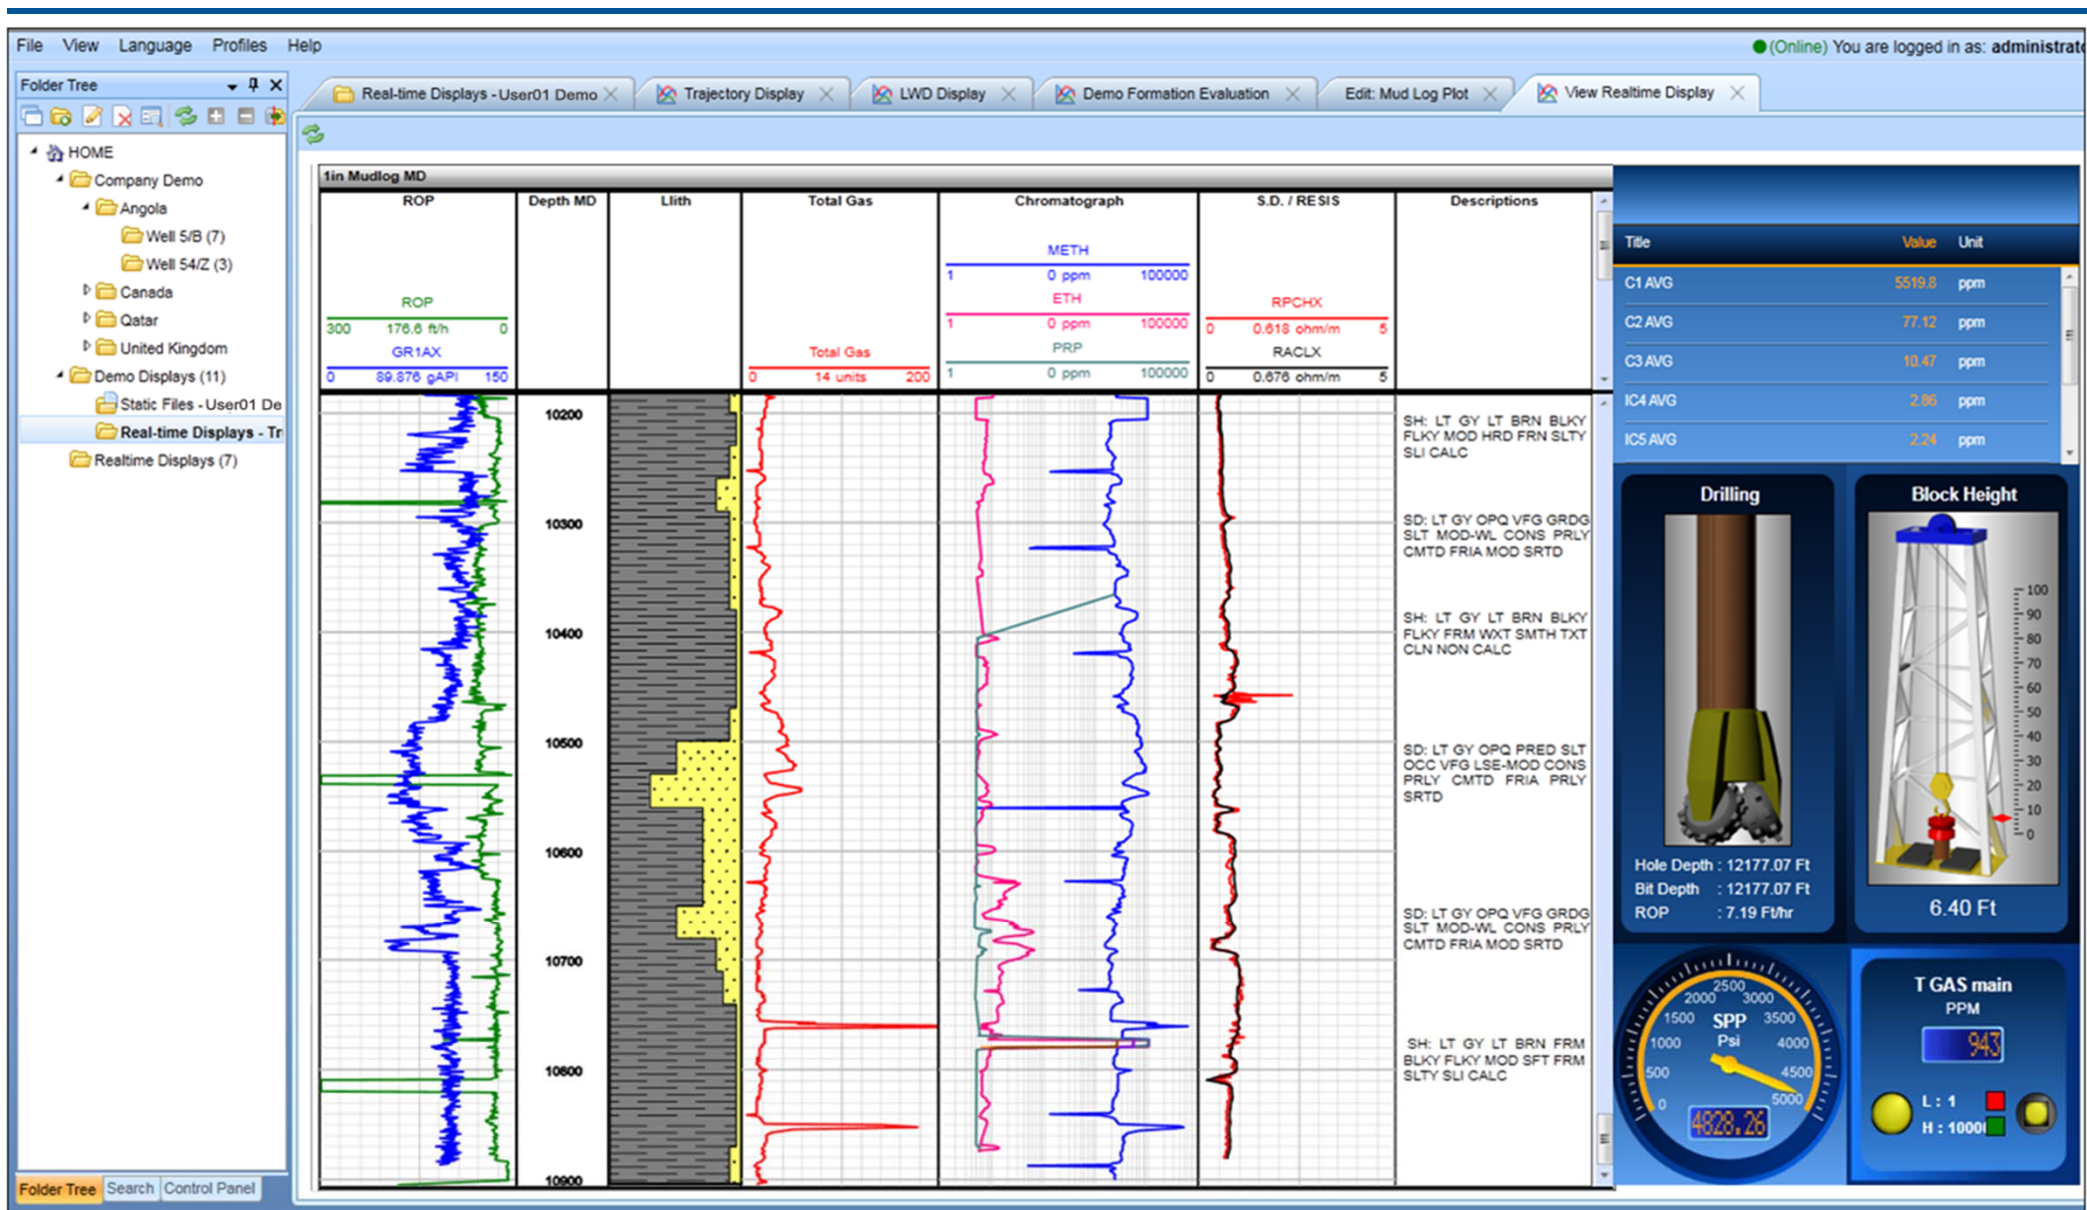 File View Language Profiles Help
(Online) You are logged in as: administrat
Folder Tree
Real-time Displays - User01 Demo
Trajectory Display
LWD Display
Demo Formation Evaluation
Edit: Mud Log Plot
View Realtime Display
HOME
Company Demo
Angola
Well 5/B (7)
Well 54/Z (3)
Canada
Qatar
United Kingdom
Demo Displays (11)
Static Files - User01 De
Real-time Displays - Tr
Realtime Displays (7)
Folder Tree Search Control Panel
1in Mudlog MD
ROP Depth MD Llith Total Gas Chromatograph S.D. / RESIS Descriptions
ROP
300 176.6 ft/h 0
GR1AX
0 89.876 gAPI 150
Total Gas
0 14 units 200
METH
1 0 ppm 100000
ETH
1 0 ppm 100000
PRP
1 0 ppm 100000
RPCHX
0 0.618 ohm/m 5
RACLX
0 0.676 ohm/m 5
10200
10300
10400
10500
10600
10700
10800
10900
SH: LT GY LT BRN BLKY
FLKY MOD HRD FRN SLTY
SLI CALC
SD: LT GY OPQ VFG GRDG
SLT MOD-WL CONS PRLY
CMTD FRIA MOD SRTD
SH: LT GY LT BRN BLKY
FLKY FRM WXT SMTH TXT
CLN NON CALC
SD: LT GY OPQ PRED SLT
OCC VFG LSE-MOD CONS
PRLY CMTD FRIA PRLY
SRTD
SD: LT GY OPQ VFG GRDG
SLT MOD-WL CONS PRLY
CMTD FRIA MOD SRTD
SH: LT GY LT BRN FRM
BLKY FLKY MOD SFT FRM
SLTY SLI CALC
Title Value Unit
C1 AVG 5519.8 ppm
C2 AVG 77.12 ppm
C3 AVG 10.47 ppm
IC4 AVG 2.86 ppm
IC5 AVG 2.24 ppm
Drilling
Hole Depth : 12177.07 Ft
Bit Depth : 12177.07 Ft
ROP : 7.19 Ft/hr
Block Height
100
90
80
70
60
50
40
30
20
10
0
6.40 Ft
SPP
Psi
0
500
1000
1500
2000
2500
3000
3500
4000
4500
5000
4828.26
T GAS main
PPM
943
L : 1
H : 1000